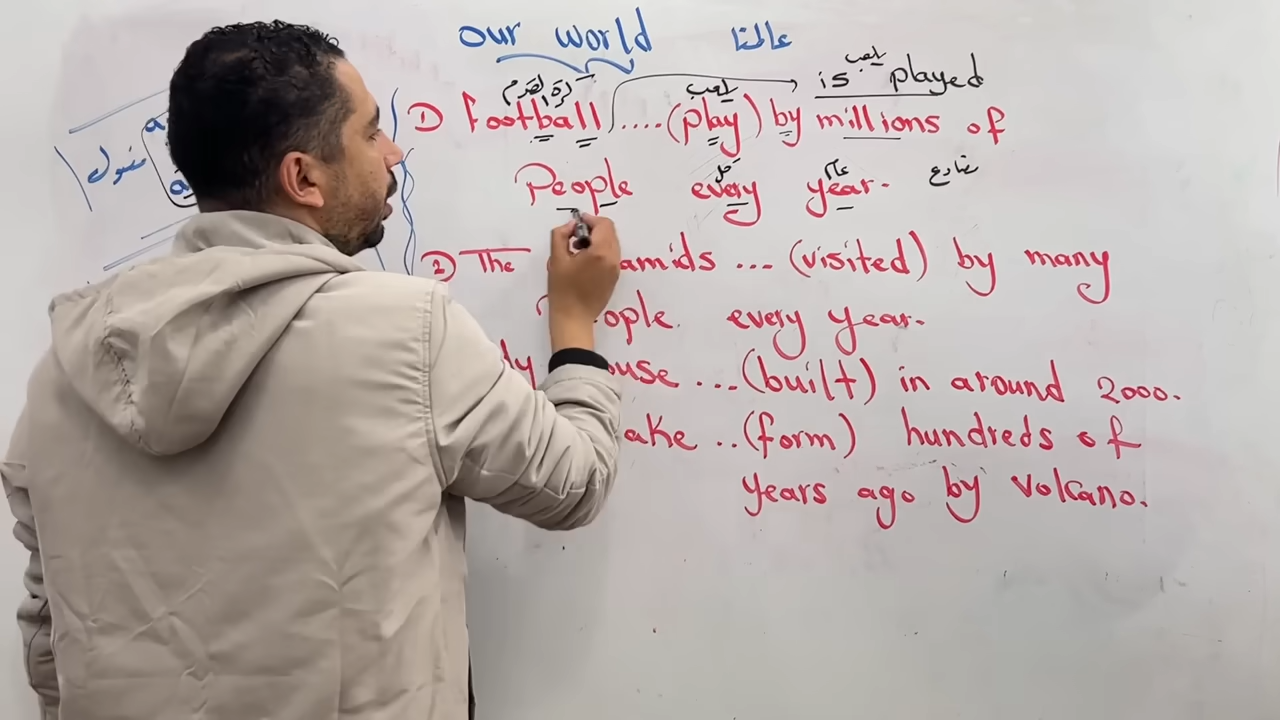 our world عالمنا
يلعب
is played
كرة القدم يلعب
1) Football ....(play) by millions of
كل عام مضارع
People every year.
2) The amids ... (visited) by many
ople every year.
ouse ...(built) in around 2000.
ake ..(form) hundreds of
years ago by volcano.
a
مفعول
a